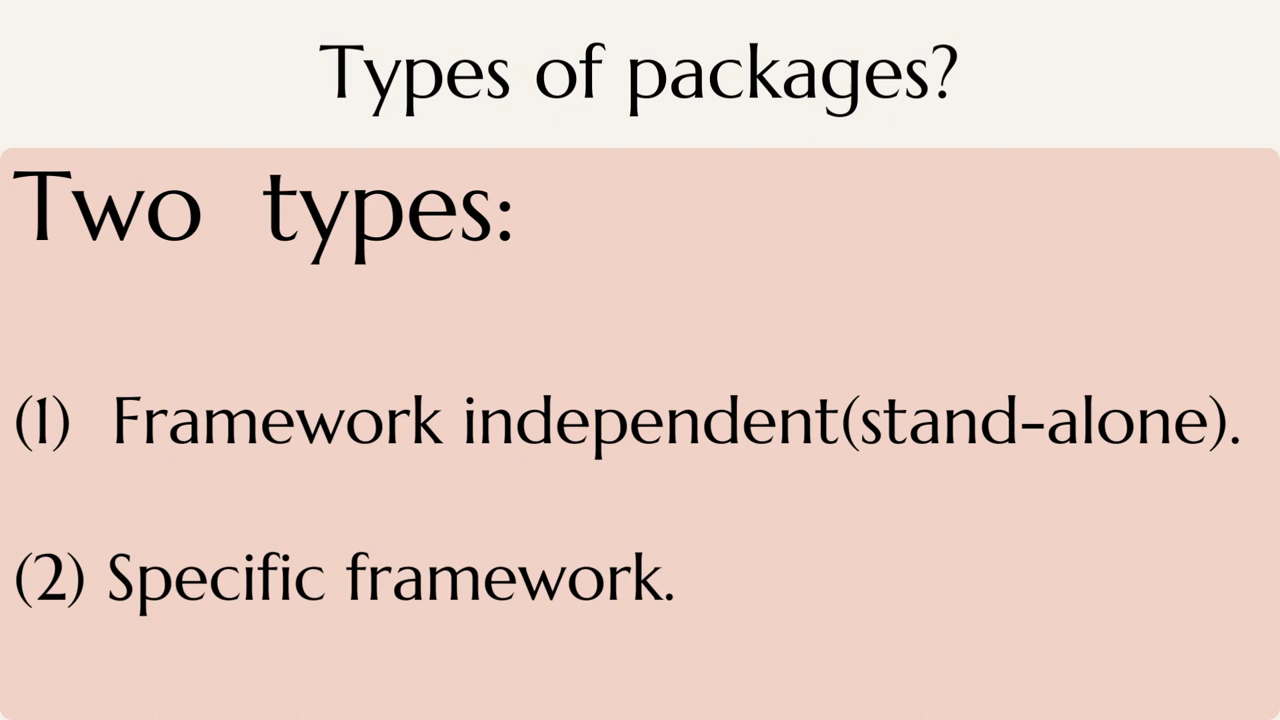 Types of packages?
Two types:
(1) Framework independent(stand-alone).
(2) Specific framework.